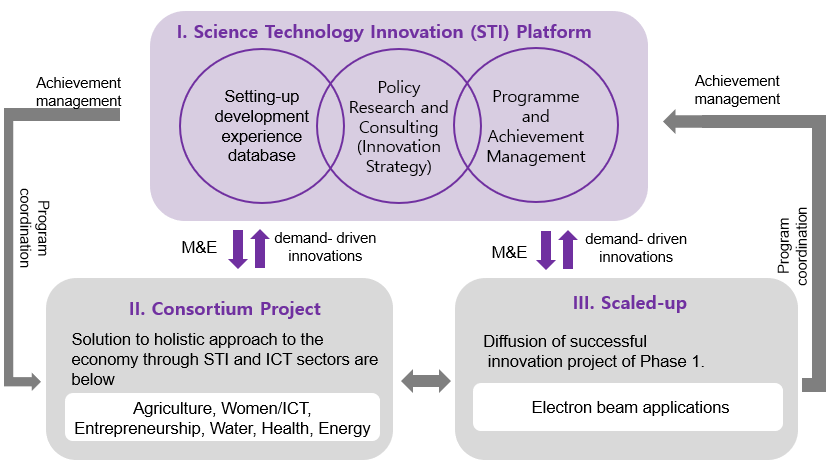 I. Science Technology Innovation (STI) Platform
Setting-up
development
experience
database
Policy
Research and
Consulting
(Innovation
Strategy)
Programme
and
Achievement
Management
Achievement
management
Achievement
management
Program
coordination
Program
coordination
M&E
demand- driven
innovations
M&E
demand- driven
innovations
II. Consortium Project
Solution to holistic approach to the
economy through STI and ICT sectors are
below
Agriculture, Women/ICT,
Entrepreneurship, Water, Health, Energy
III. Scaled-up
Diffusion of successful
innovation project of Phase 1.
Electron beam applications